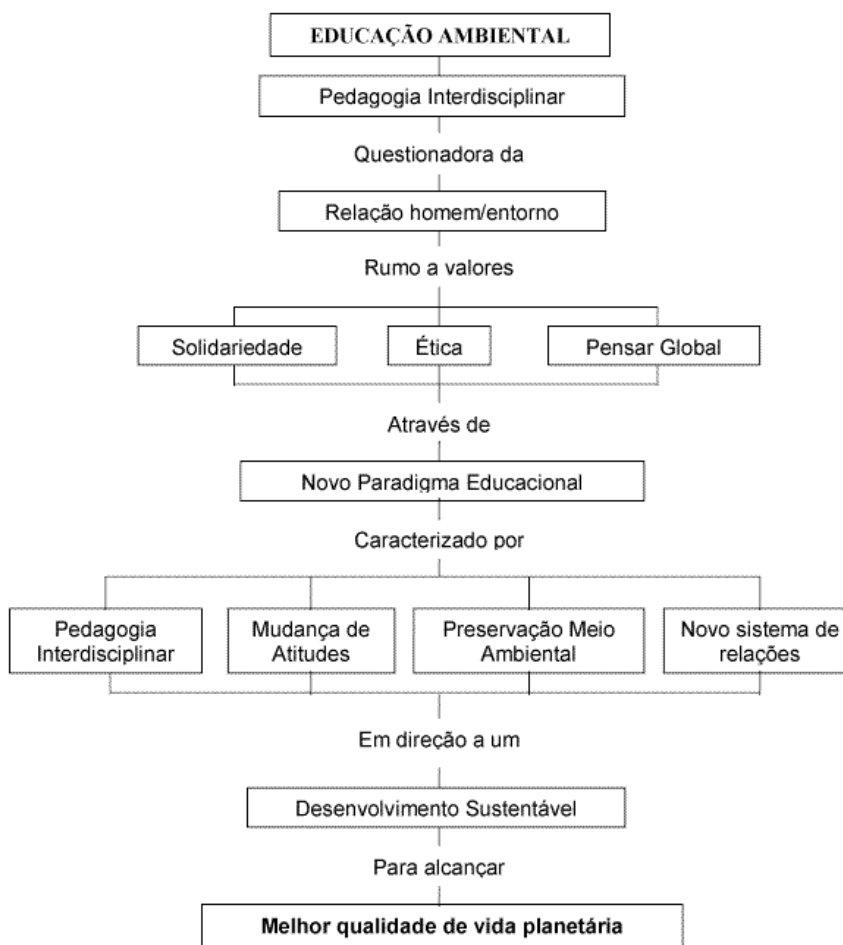 EDUCAÇÃO AMBIENTAL
Pedagogia Interdisciplinar
Questionadora da
Relação homem/entorno
Rumo a valores
Solidariedade
Ética
Pensar Global
Através de
Novo Paradigma Educacional
Caracterizado por
Pedagogia
Interdisciplinar
Mudança de
Atitudes
Preservação Meio
Ambiental
Novo sistema de
relações
Em direção a um
Desenvolvimento Sustentável
Para alcançar
Melhor qualidade de vida planetária